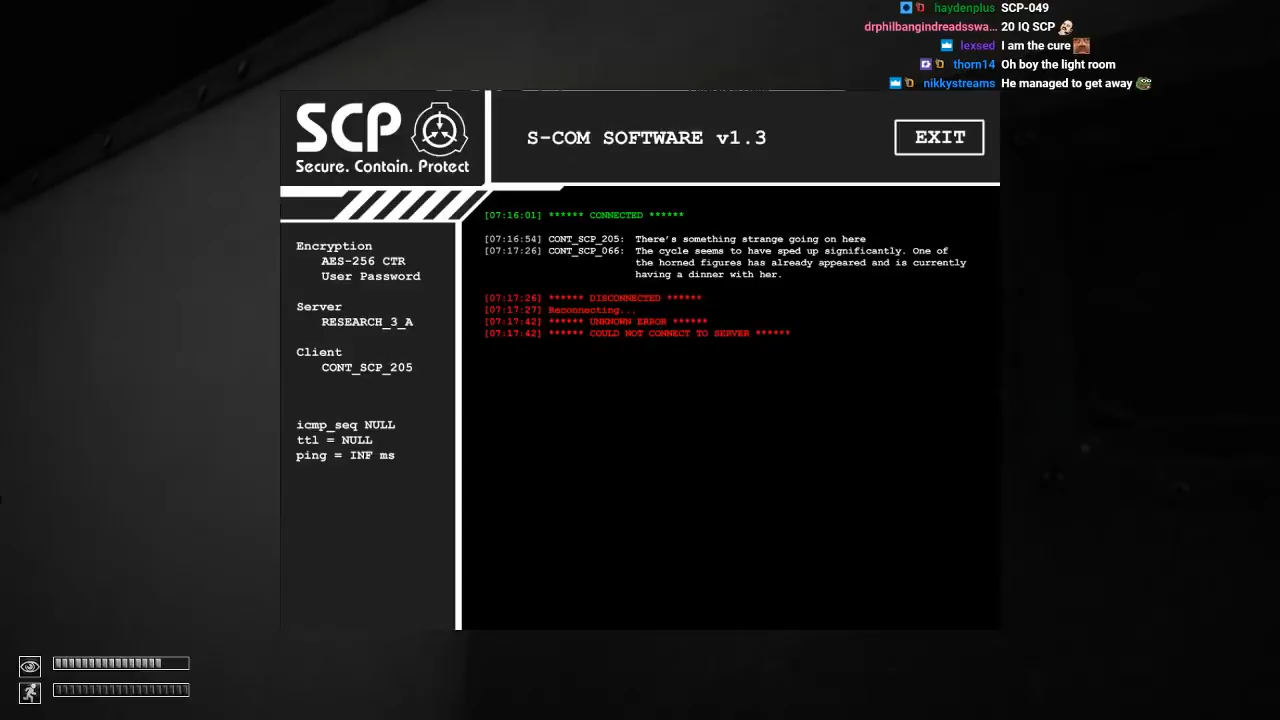 haydenplus SCP-049
drphilbangindreadsswa... 20 IQ SCP
lexsed I am the cure
thorn14 Oh boy the light room
nikkystreams He managed to get away
SCP
Secure. Contain. Protect
S-COM SOFTWARE v1.3
EXIT
Encryption
AES-256 CTR
User Password
Server
RESEARCH_3_A
Client
CONT_SCP_205
icmp_seq NULL
ttl = NULL
ping = INF ms
[07:16:01] ****** CONNECTED ******
[07:16:54] CONT_SCP_205: There's something strange going on here
[07:17:26] CONT_SCP_066: The cycle seems to have sped up significantly. One of
the horned figures has already appeared and is currently
having a dinner with her.
[07:17:26] ****** DISCONNECTED ******
[07:17:27] Reconnecting...
[07:17:42] ****** UNKNOWN ERROR ******
[07:17:42] ****** COULD NOT CONNECT TO SERVER ******